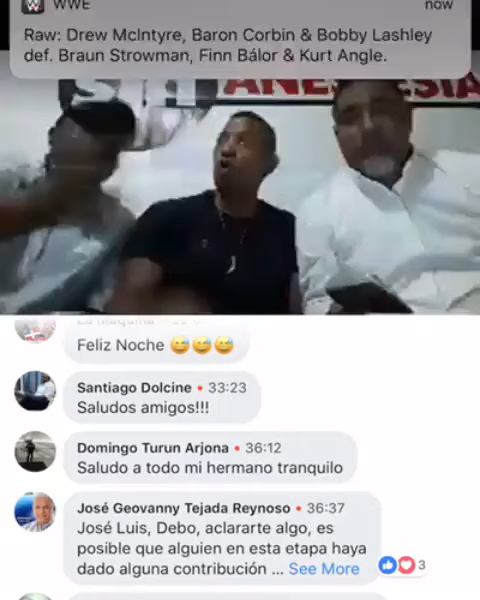 WWE
now
Raw: Drew McIntyre, Baron Corbin & Bobby Lashley
def. Braun Strowman, Finn Bálor & Kurt Angle.
Feliz Noche 😅😅😅
Santiago Dolcine • 33:23
Saludos amigos!!!
Domingo Turun Arjona • 36:12
Saludo a todo mi hermano tranquilo
José Geovanny Tejada Reynoso • 36:37
José Luis, Debo, aclararte algo, es
posible que alguien en esta etapa haya
dado alguna contribución ... See More
3